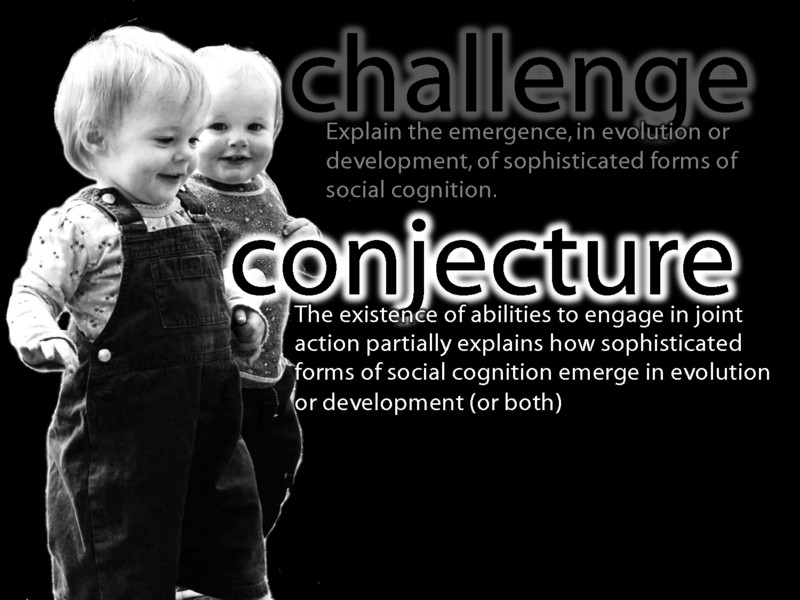 challenge
Explain the emergence, in evolution or
development, of sophisticated forms of
social cognition.
conjecture
The existence of abilities to engage in joint
action partially explains how sophisticated
forms of social cognition emerge in evolution
or development (or both)